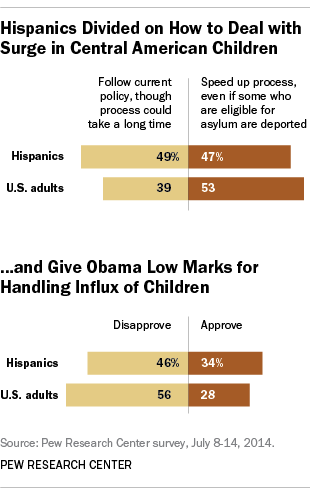 Hispanics Divided on How to Deal with
Surge in Central American Children
Follow current
policy, though
process could
take a long time
Speed up process,
even if some who
are eligible for
asylum are deported
Hispanics 49% 47%
U.S. adults 39 53
...and Give Obama Low Marks for
Handling Influx of Children
Disapprove Approve
Hispanics 46% 34%
U.S. adults 56 28
Source: Pew Research Center survey, July 8-14, 2014.
PEW RESEARCH CENTER